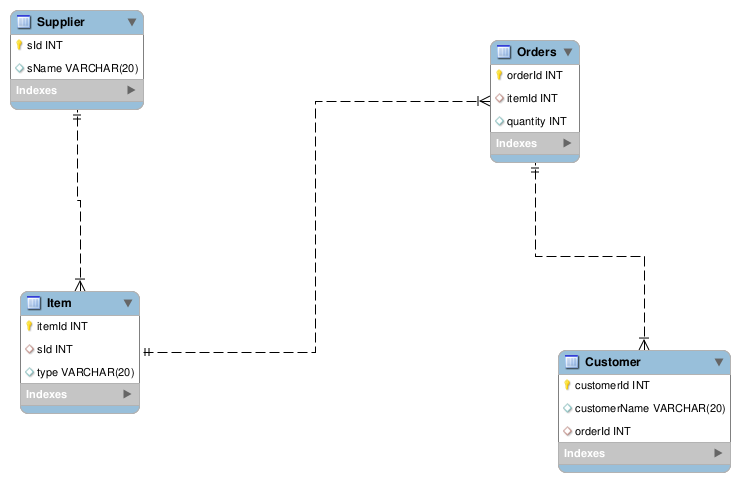 Supplier
sId INT
sName VARCHAR(20)
Indexes
Orders
orderId INT
itemId INT
quantity INT
Indexes
Item
itemId INT
sId INT
type VARCHAR(20)
Indexes
Customer
customerId INT
customerName VARCHAR(20)
orderId INT
Indexes